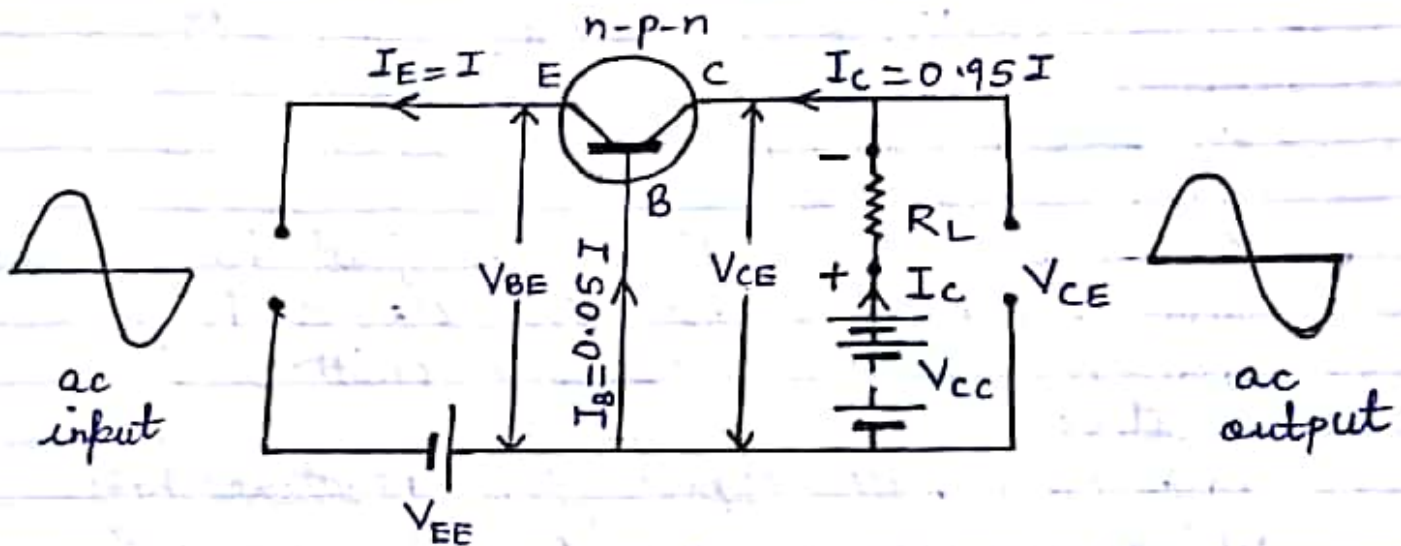 n-p-n
I_E = I
E
C
I_C = 0.95 I
B
V_BE
I_B = 0.05 I
V_CE
-
R_L
+
I_C
V_CC
V_CE
ac
input
ac
output
V_EE